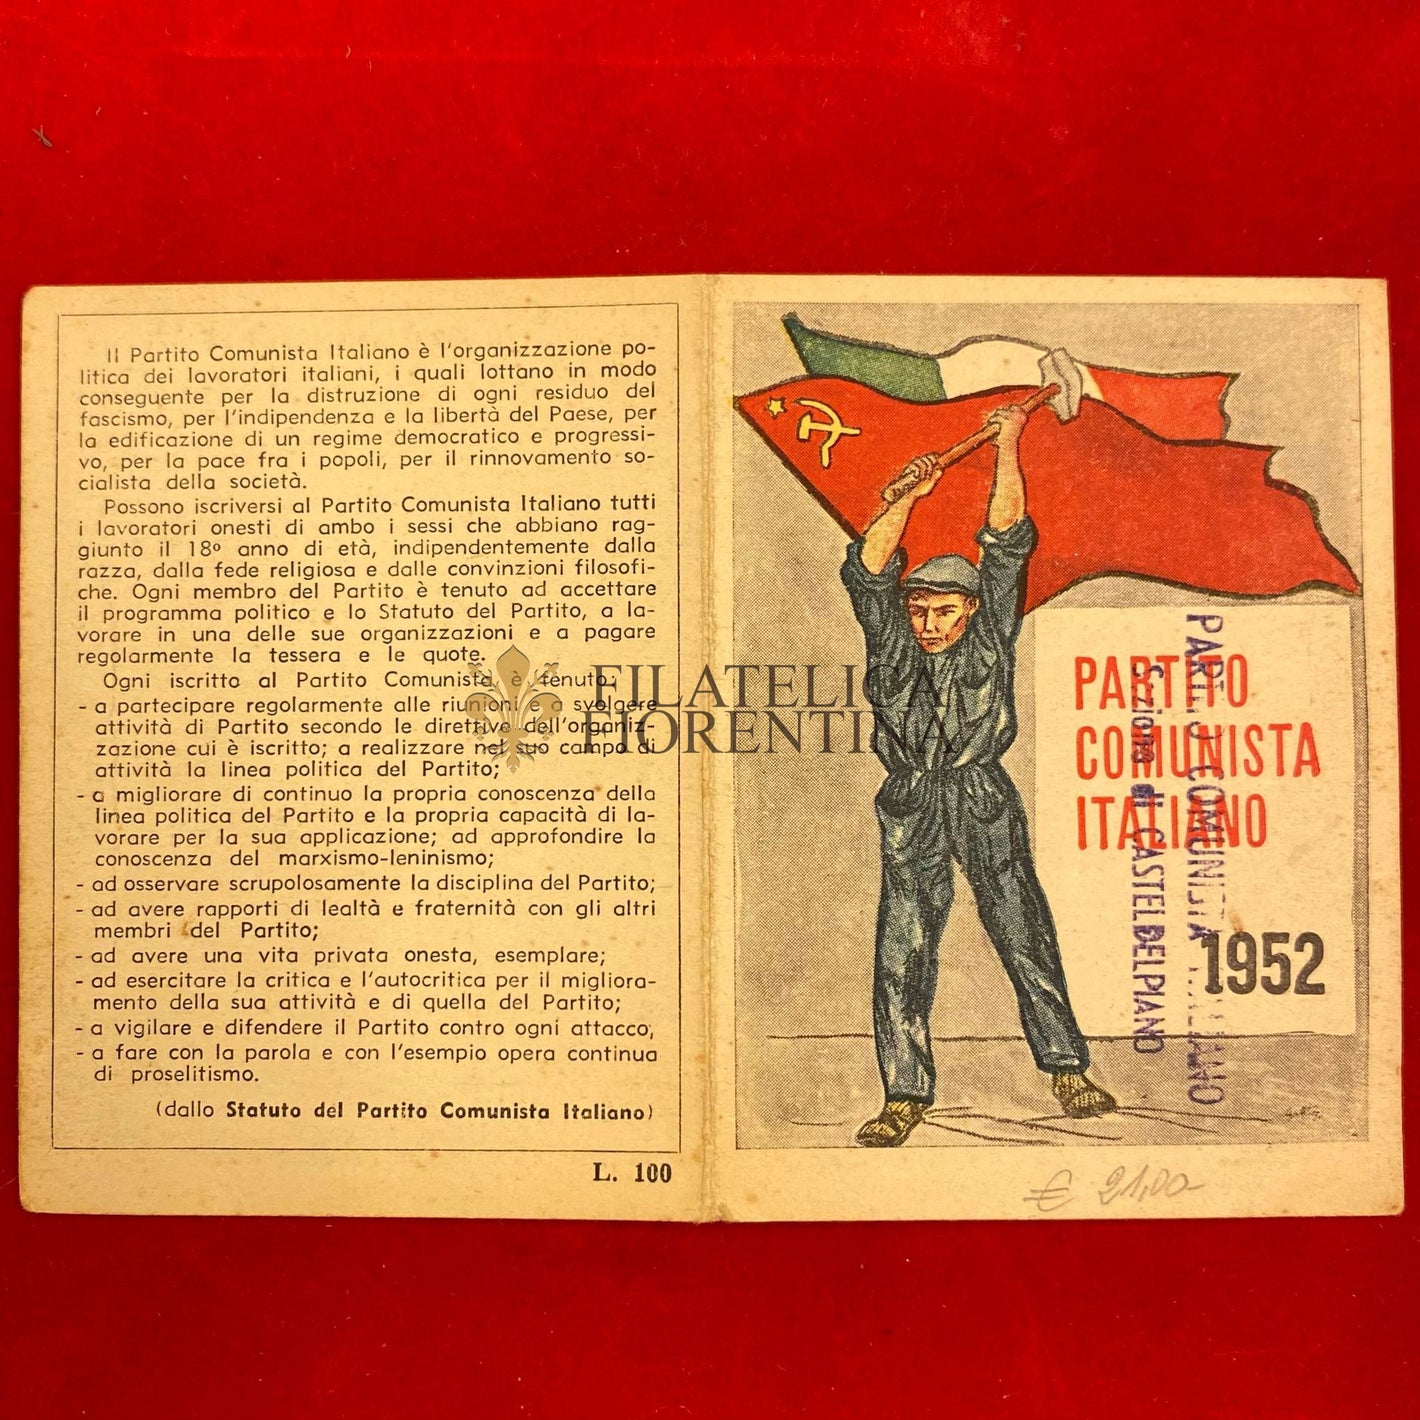 Il Partito Comunista Italiano è l'organizzazione po-
litica dei lavoratori italiani, i quali lottano in modo
conseguente per la distruzione di ogni residuo del
fascismo, per l'indipendenza e la libertà del Paese, per
la edificazione di un regime democratico e progressi-
vo, per la pace fra i popoli, per il rinnovamento so-
cialista della società.
Possono iscriversi al Partito Comunista Italiano tutti
i lavoratori onesti di ambo i sessi che abbiano rag-
giunto il 18º anno di età, indipendentemente dalla
razza, dalla fede religiosa e dalle convinzioni filosofi-
che. Ogni membro del Partito è tenuto ad accettare
il programma politico e lo Statuto del Partito, a la-
vorare in una delle sue organizzazioni e a pagare
regolarmente la tessera e le quote.
Ogni iscritto al Partito Comunista è tenuto:
- a partecipare regolarmente alle riunioni e a svolgere
attività di Partito secondo le direttive dell'organiz-
zazione cui è iscritto; a realizzare nel suo campo di
attività la linea politica del Partito;
- a migliorare di continuo la propria conoscenza della
linea politica del Partito e la propria capacità di la-
vorare per la sua applicazione; ad approfondire la
conoscenza del marxismo-leninismo;
- ad osservare scrupolosamente la disciplina del Partito;
- ad avere rapporti di lealtà e fraternità con gli altri
membri del Partito;
- ad avere una vita privata onesta, esemplare;
- ad esercitare la critica e l'autocritica per il migliora-
mento della sua attività e di quella del Partito;
- a vigilare e difendere il Partito contro ogni attacco;
- a fare con la parola e con l'esempio opera continua
di proselitismo.
(dallo Statuto del Partito Comunista Italiano)
L. 100
FILATELICA
FIORENTINA
PARTITO
COMUNISTA
ITALIANO
1952
PARTITO COMUNISTA ITALIANO
Sezione di CASTELDELPIANO
€ 21,00